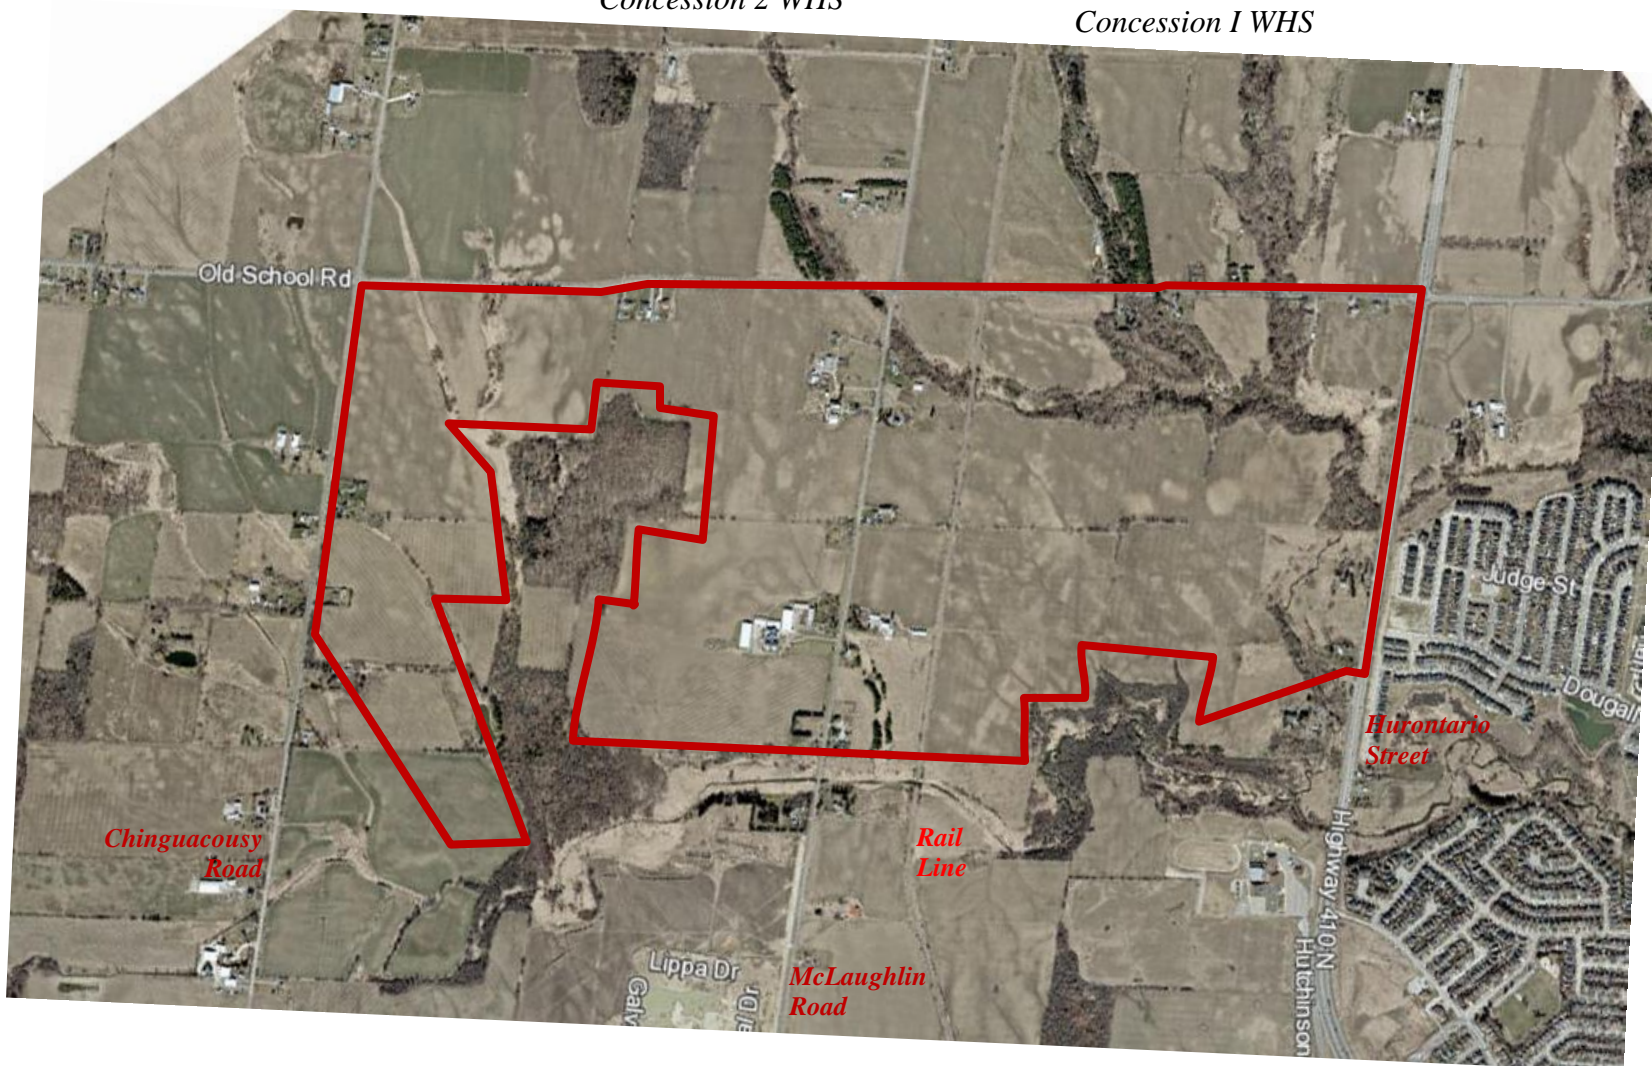 Concession 2 WHS
Concession I WHS
Old School Rd
Judge St
Dougall
Hurontario
Street
Chinguacousy
Road
Rail
Line
Highway 410 N
Hutchinson
Lippa Dr
McLaughlin
Road